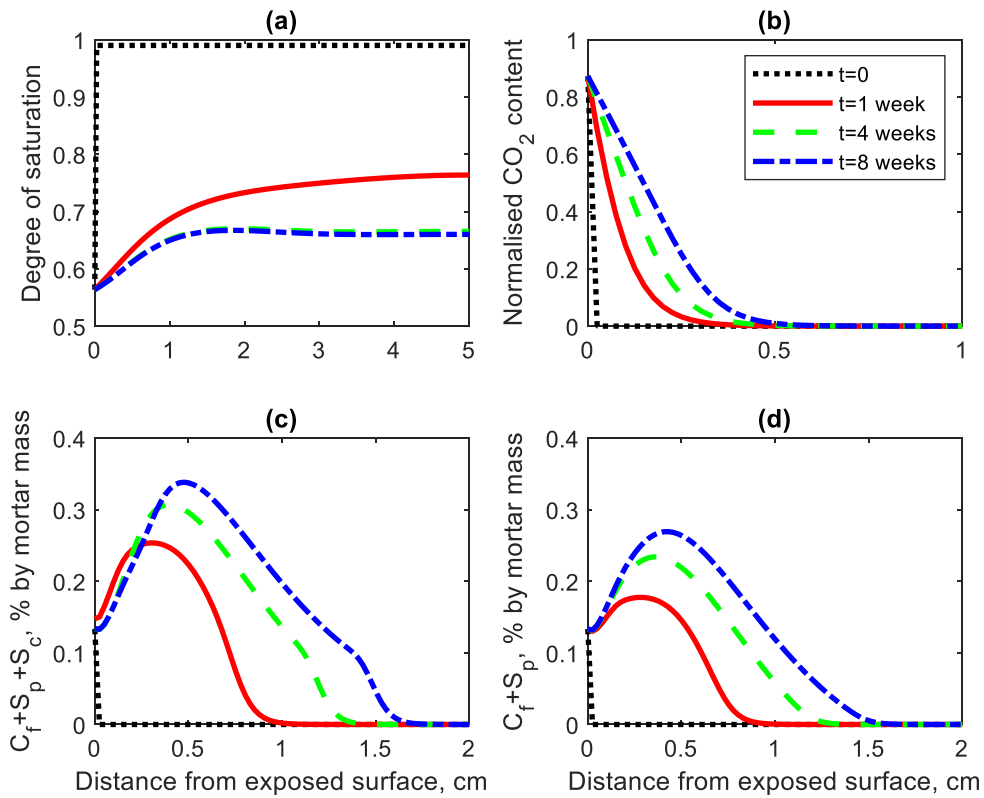 (a)
Degree of saturation
1
0.9
0.8
0.7
0.6
0.5
0 1 2 3 4 5
(b)
Normalised CO2 content
1
0.8
0.6
0.4
0.2
0
0 0.5 1
t=0
t=1 week
t=4 weeks
t=8 weeks
(c)
Cf+Sp+Sc, % by mortar mass
0.4
0.3
0.2
0.1
0
0 0.5 1 1.5 2
Distance from exposed surface, cm
(d)
Cf+Sp, % by mortar mass
0.4
0.3
0.2
0.1
0
0 0.5 1 1.5 2
Distance from exposed surface, cm